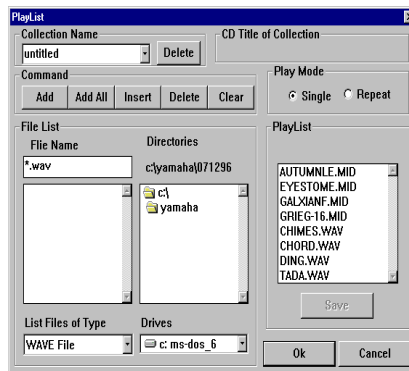 PlayList
Collection Name
untitled
Delete
CD Title of Collection
Command
Add Add All Insert Delete Clear
Play Mode
Single Repeat
File List
Flie Name
*.wav
Directories
c:\yamaha\071296
c:\
yamaha
List Files of Type
WAVE File
Drives
c: ms-dos_6
PlayList
AUTUMNLE.MID
EYESTOME.MID
GALXIANF.MID
GRIEG-16.MID
CHIMES.WAV
CHORD.WAV
DING.WAV
TADA.WAV
Save
Ok Cancel